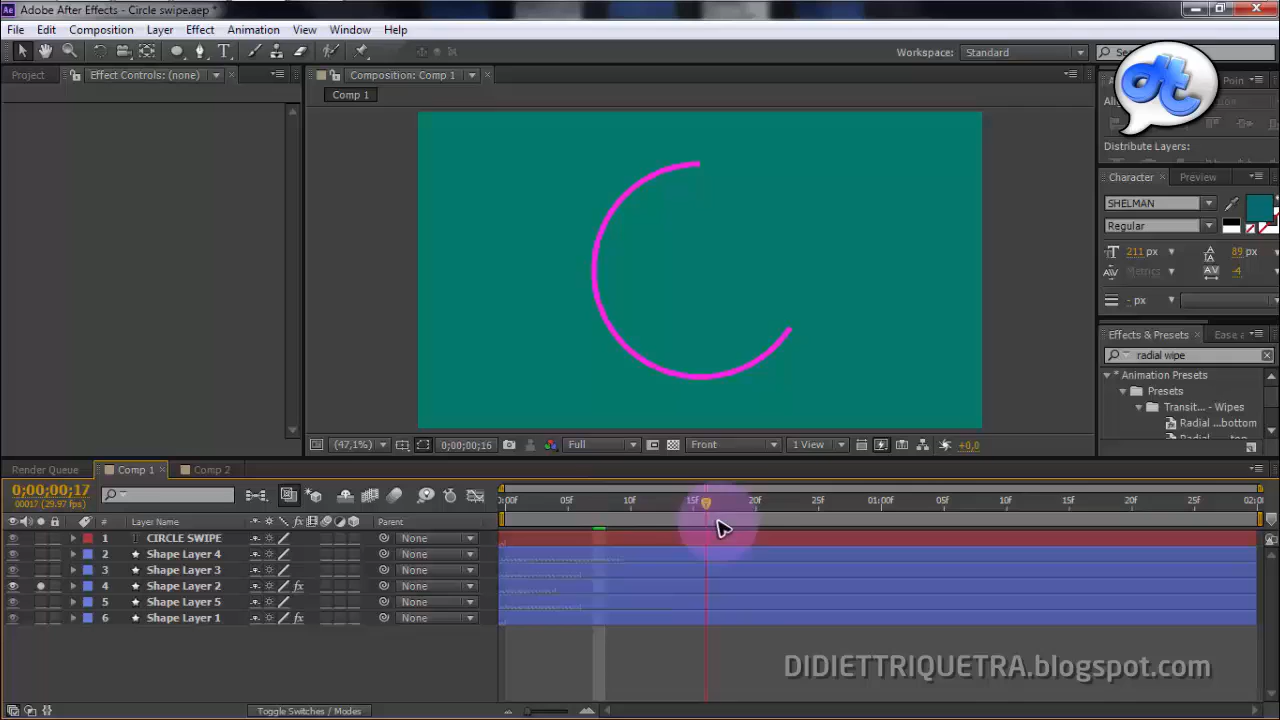 Adobe After Effects - Circle swipe.aep *
File Edit Composition Layer Effect Animation View Window Help
Workspace: Standard
dt
Project Effect Controls: (none) Composition: Comp 1
Comp 1
Distribute Layers:
Character Preview
SHELMAN
Regular
211 px 89 px
Metrics -4
- px
Effects & Presets Ease a
radial wipe
* Animation Presets
Presets
Transit... - Wipes
Radial ...bottom
(47,1%) 0;00;00;16 Full Front 1 View +0,0
Render Queue Comp 1 Comp 2
0;00;00;17
00017 (29.97 fps)
:00F 05F 10F 15F 20F 25F 01:00F 05F 10F 15F 20F 25F 02:0
# Layer Name fx Parent
1 CIRCLE SWIPE None
2 Shape Layer 4 None
3 Shape Layer 3 None
4 Shape Layer 2 fx None
5 Shape Layer 5 None
6 Shape Layer 1 fx None
DIDIETTRIQUETRA.blogspot.com
Toggle Switches / Modes